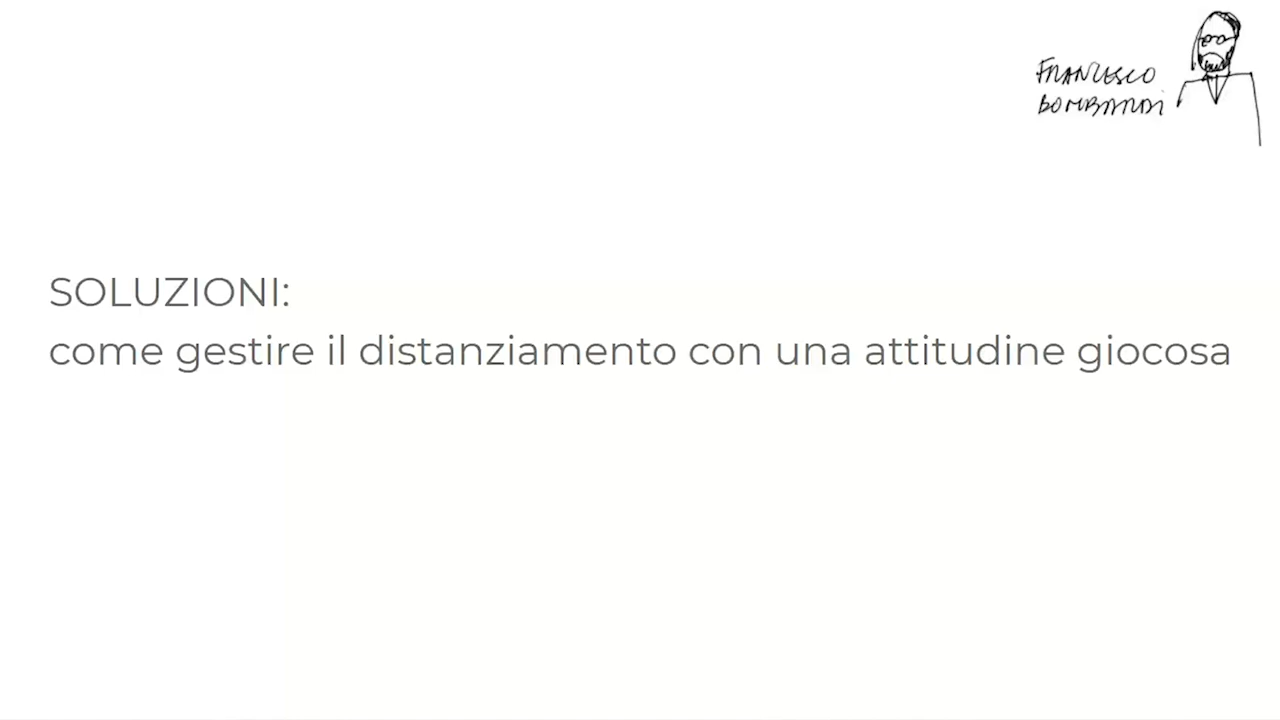 FRANCESCO
BOMBARDI
SOLUZIONI:
come gestire il distanziamento con una attitudine giocosa